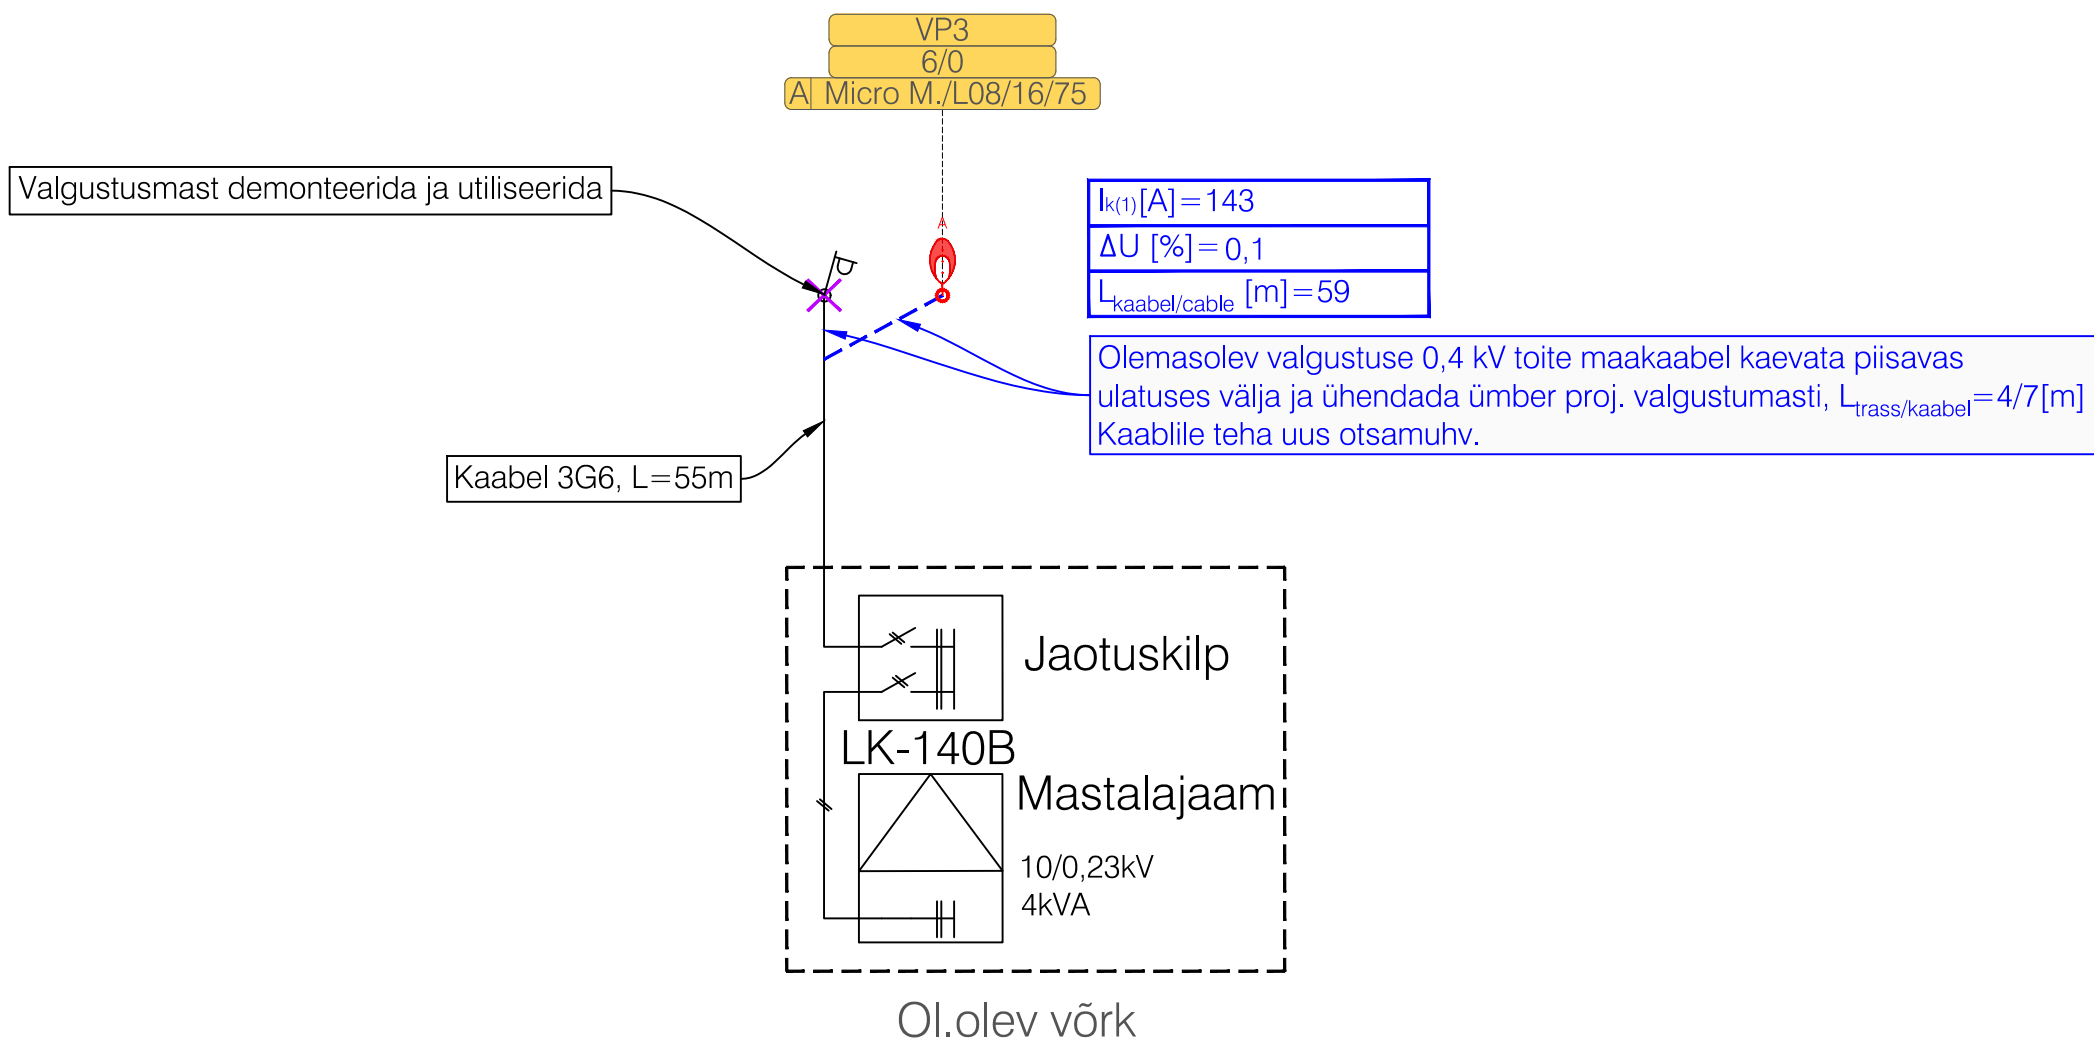 VP3
6/0
A Micro M./L08/16/75
Valgustusmast demonteerida ja utiliseerida
Ik(1)[A]=143
ΔU [%]=0,1
Lkaabel/cable [m]=59
Olemasolev valgustuse 0,4 kV toite maakaabel kaevata piisavas
ulatuses välja ja ühendada ümber proj. valgustumasti, Ltrass/kaabel=4/7[m]
Kaablile teha uus otsamuhv.
Kaabel 3G6, L=55m
Jaotuskilp
LK-140B
Mastalajaam
10/0,23kV
4kVA
Ol.olev võrk